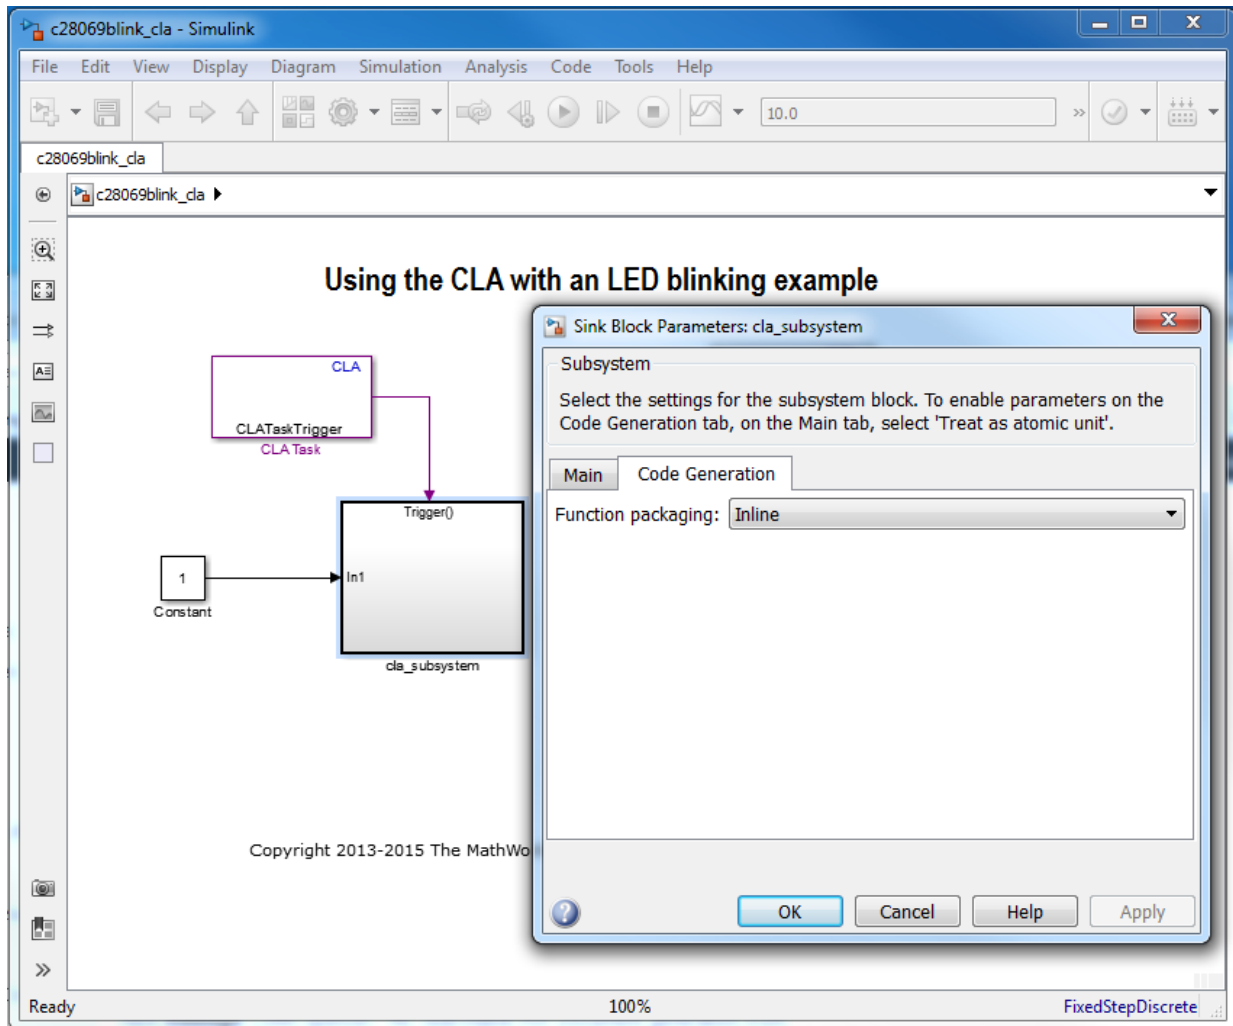 c28069blink_cla - Simulink
File Edit View Display Diagram Simulation Analysis Code Tools Help
10.0
»
c28069blink_cla
c28069blink_cla
Using the CLA with an LED blinking example
CLA
CLATaskTrigger
CLA Task
Trigger()
In1
1
Constant
cla_subsystem
Copyright 2013-2015 The MathWo
Sink Block Parameters: cla_subsystem
Subsystem
Select the settings for the subsystem block. To enable parameters on the
Code Generation tab, on the Main tab, select 'Treat as atomic unit'.
Main Code Generation
Function packaging: Inline
OK Cancel Help Apply
Ready 100% FixedStepDiscrete